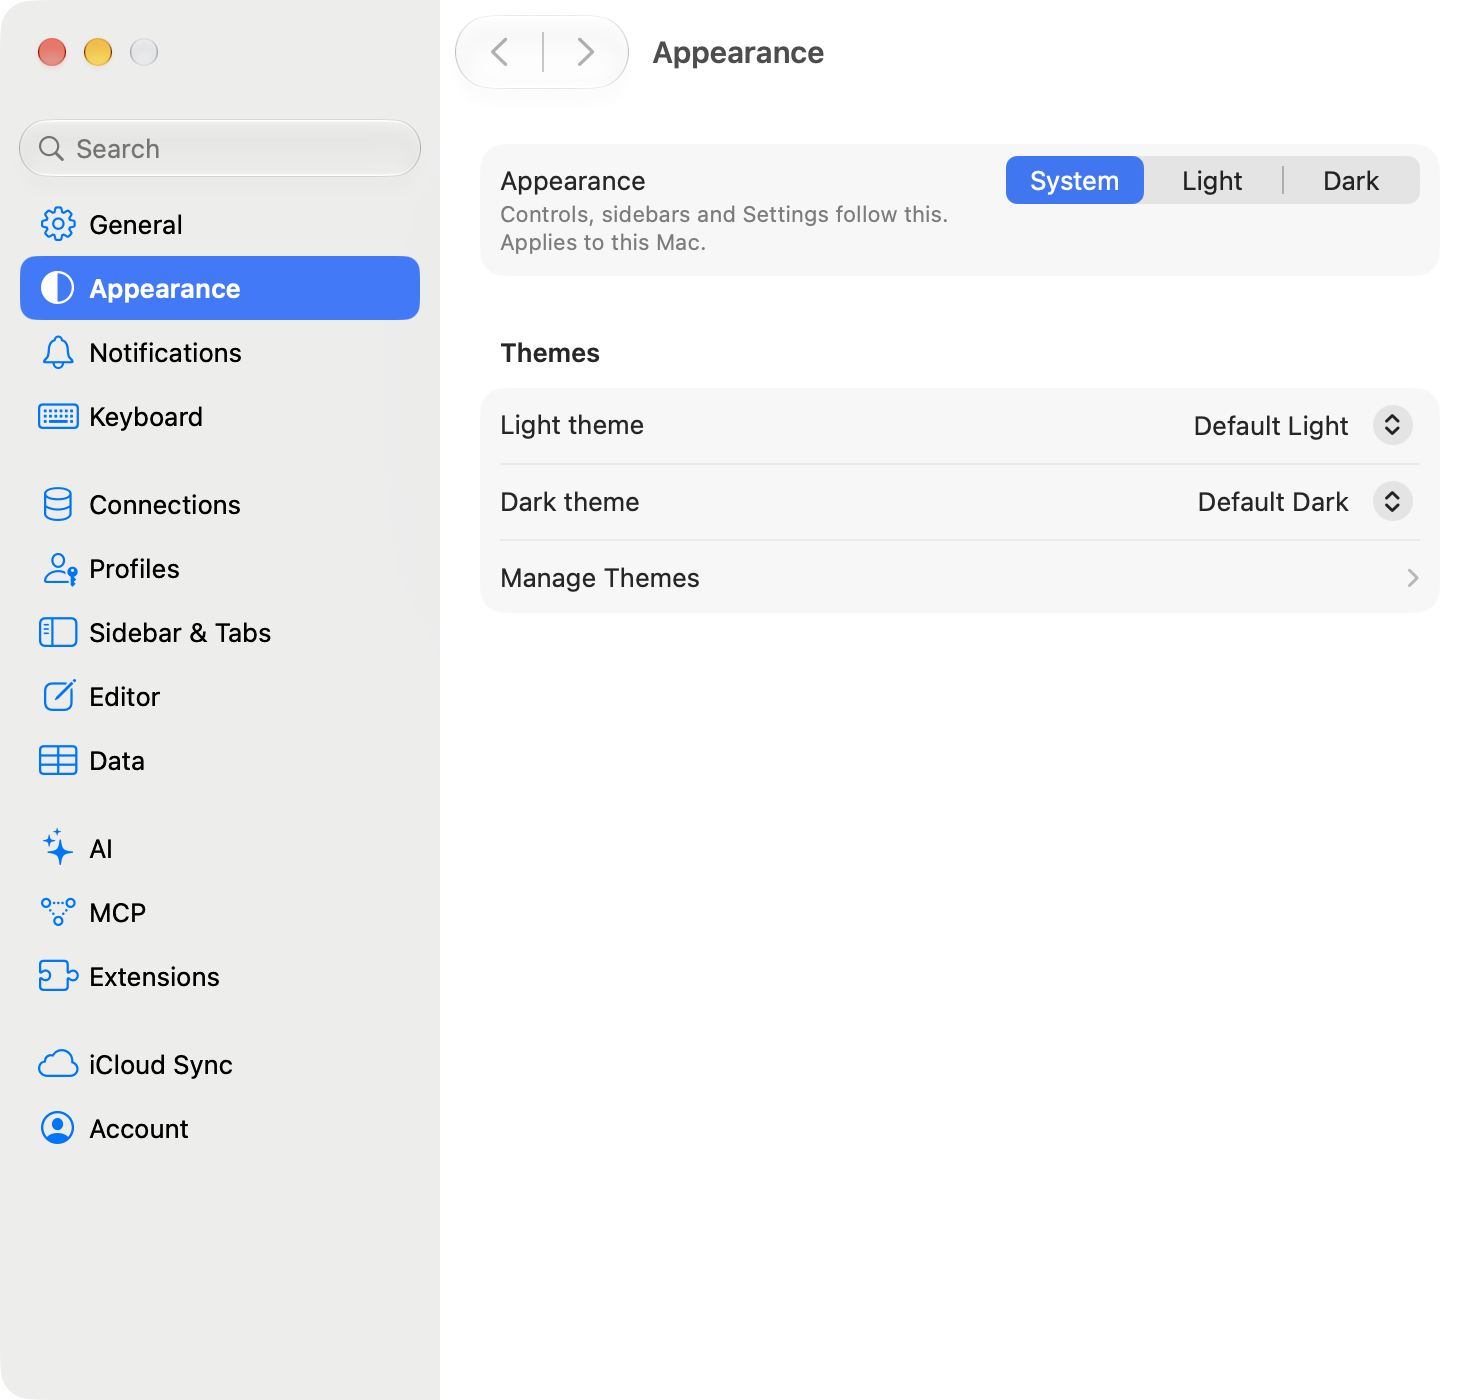 Appearance
Search
General
Appearance
Notifications
Keyboard
Connections
Profiles
Sidebar & Tabs
Editor
Data
AI
MCP
Extensions
iCloud Sync
Account
Appearance
System Light Dark
Controls, sidebars and Settings follow this.
Applies to this Mac.
Themes
Light theme Default Light
Dark theme Default Dark
Manage Themes